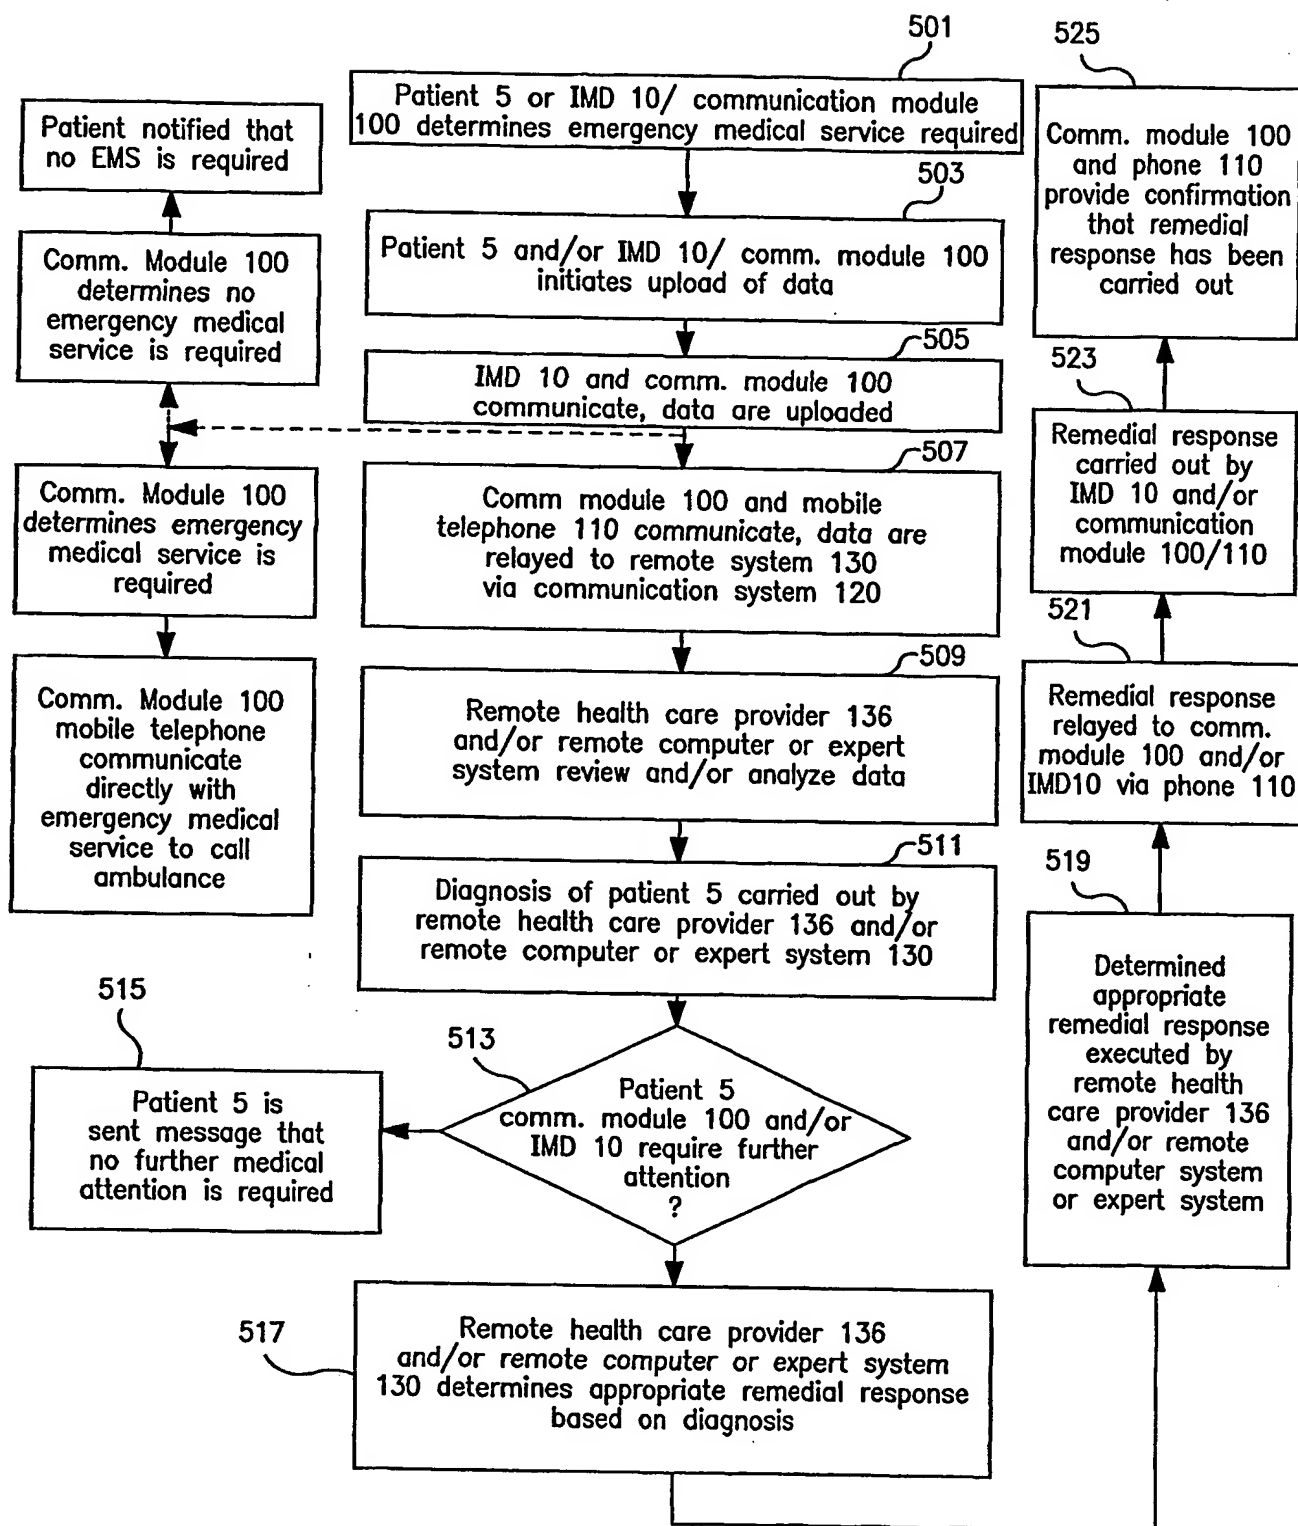 501
Patient 5 or IMD 10/ communication module
100 determines emergency medical service required
503
Patient 5 and/or IMD 10/ comm. module 100
initiates upload of data
505
IMD 10 and comm. module 100
communicate, data are uploaded
Patient notified that
no EMS is required
Comm. Module 100
determines no
emergency medical
service is required
Comm. Module 100
determines emergency
medical service is
required
Comm. Module 100
mobile telephone
communicate
directly with
emergency medical
service to call
ambulance
507
Comm module 100 and mobile
telephone 110 communicate, data are
relayed to remote system 130
via communication system 120
509
Remote health care provider 136
and/or remote computer or expert
system review and/or analyze data
511
Diagnosis of patient 5 carried out by
remote health care provider 136 and/or
remote computer or expert system 130
513
Patient 5
comm. module 100 and/or
IMD 10 require further
attention
?
515
Patient 5 is
sent message that
no further medical
attention is required
517
Remote health care provider 136
and/or remote computer or expert system
130 determines appropriate remedial response
based on diagnosis
519
Determined
appropriate
remedial response
executed by
remote health
care provider 136
and/or remote
computer system
or expert system
521
Remedial response
relayed to comm.
module 100 and/or
IMD10 via phone 110
523
Remedial response
carried out by
IMD 10 and/or
communication
module 100/110
525
Comm. module 100
and phone 110
provide confirmation
that remedial
response has been
carried out